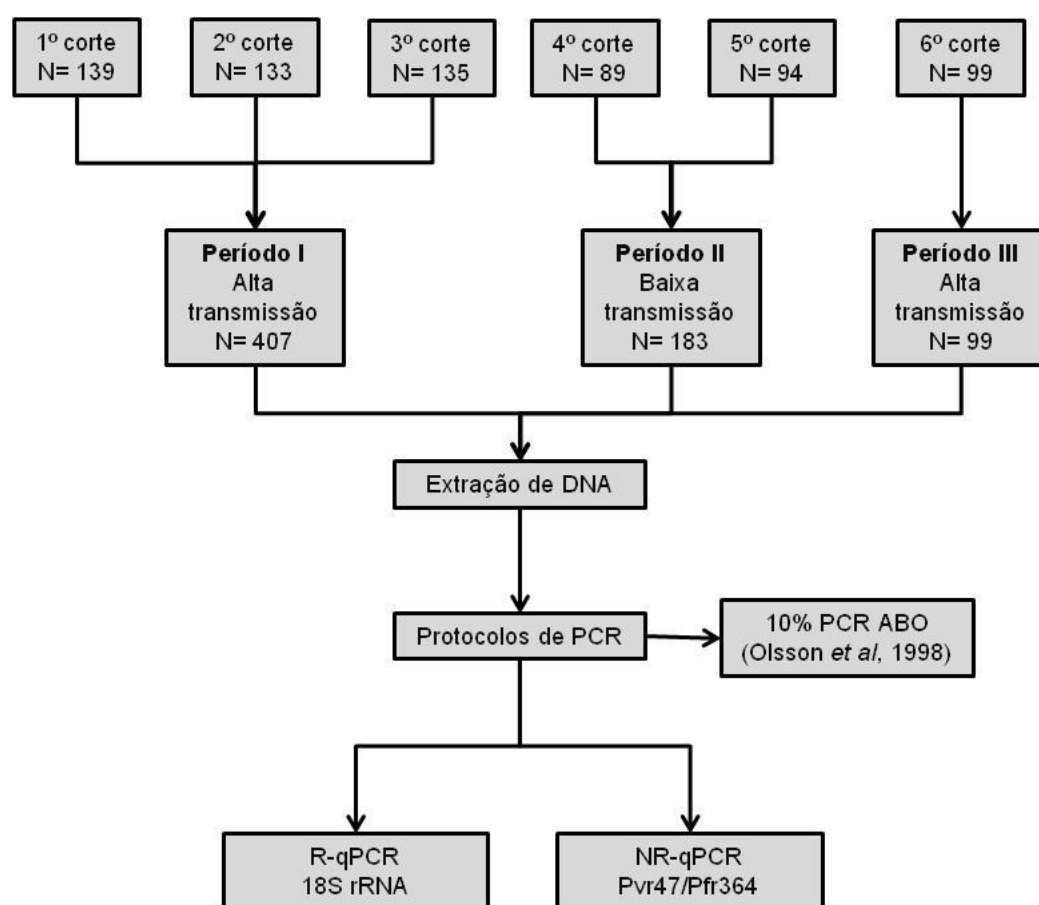 1º corte
N= 139
2º corte
N= 133
3º corte
N= 135
4º corte
N= 89
5º corte
N= 94
6º corte
N= 99
Período I
Alta
transmissão
N= 407
Período II
Baixa
transmissão
N= 183
Período III
Alta
transmissão
N= 99
Extração de DNA
Protocolos de PCR
10% PCR ABO
(Olsson et al, 1998)
R-qPCR
18S rRNA
NR-qPCR
Pvr47/Pfr364